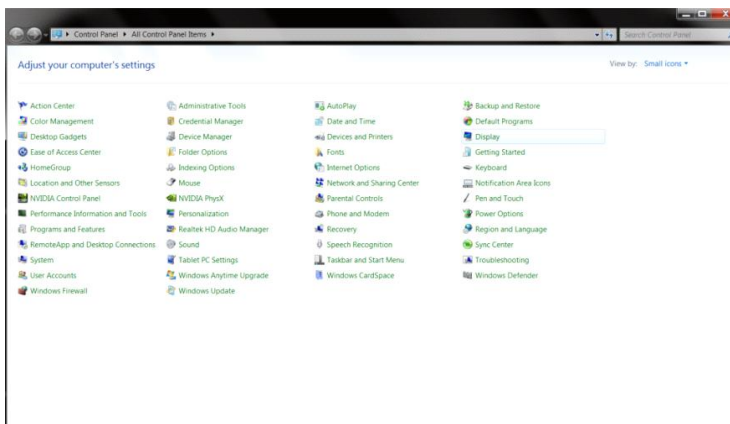 Control Panel ▸ All Control Panel Items ▸
Search Control Panel
Adjust your computer's settings
View by: Small icons
Action Center Administrative Tools AutoPlay Backup and Restore
Color Management Credential Manager Date and Time Default Programs
Desktop Gadgets Device Manager Devices and Printers Display
Ease of Access Center Folder Options Fonts Getting Started
HomeGroup Indexing Options Internet Options Keyboard
Location and Other Sensors Mouse Network and Sharing Center Notification Area Icons
NVIDIA Control Panel NVIDIA PhysX Parental Controls Pen and Touch
Performance Information and Tools Personalization Phone and Modem Power Options
Programs and Features Realtek HD Audio Manager Recovery Region and Language
RemoteApp and Desktop Connections Sound Speech Recognition Sync Center
System Tablet PC Settings Taskbar and Start Menu Troubleshooting
User Accounts Windows Anytime Upgrade Windows CardSpace Windows Defender
Windows Firewall Windows Update